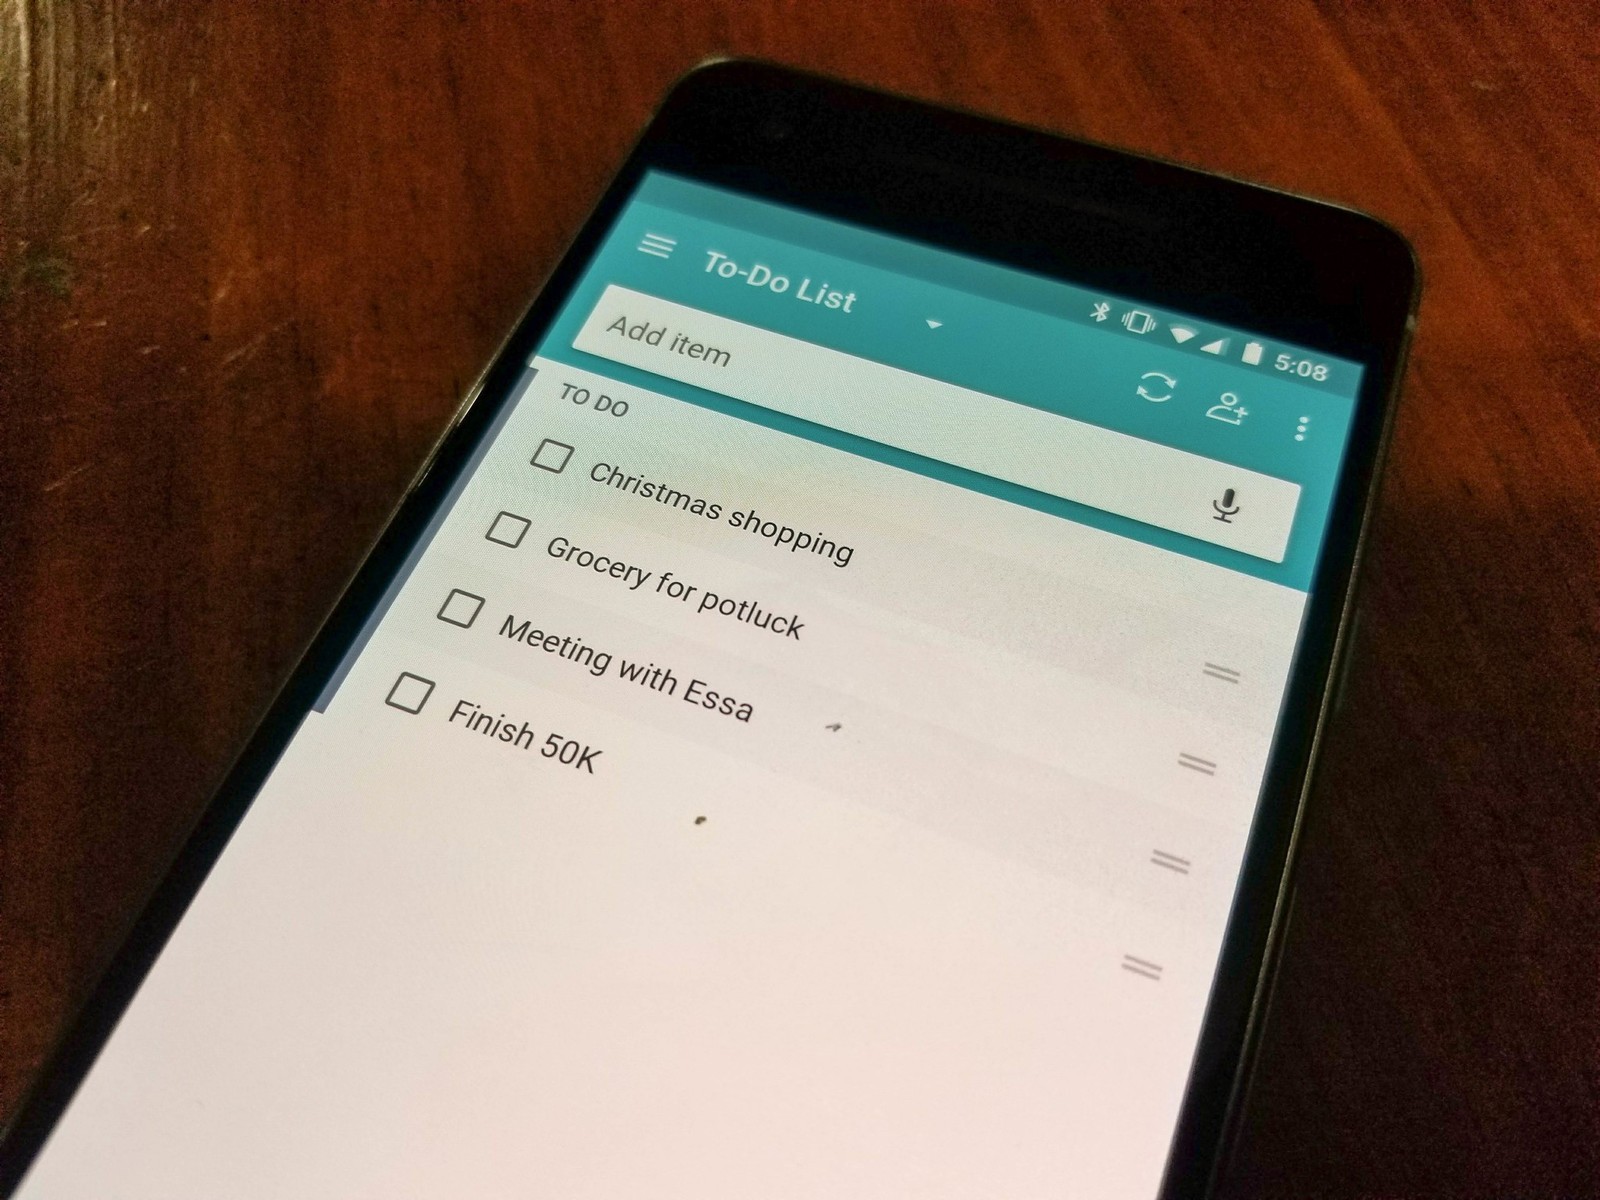 5:08
To-Do List
Add item
TO DO
Christmas shopping
Grocery for potluck
Meeting with Essa
Finish 50K